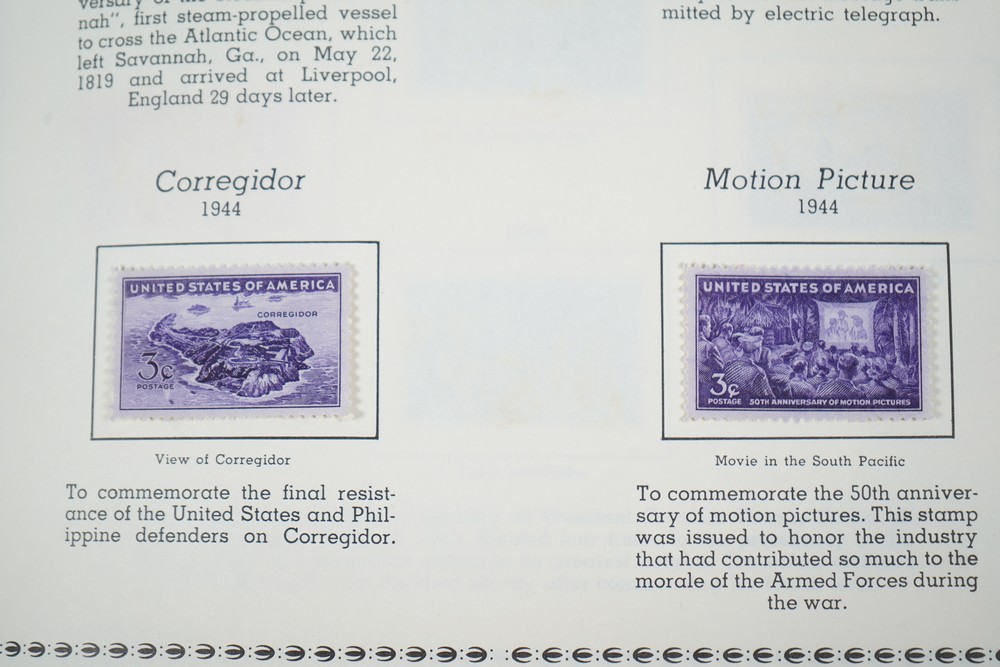 nah", first steam-propelled vessel
to cross the Atlantic Ocean, which
left Savannah, Ga., on May 22,
1819 and arrived at Liverpool,
England 29 days later.
mitted by electric telegraph.
Corregidor
1944
UNITED STATES OF AMERICA
CORREGIDOR
3c
POSTAGE
View of Corregidor
To commemorate the final resist-
ance of the United States and Phil-
ippine defenders on Corregidor.
Motion Picture
1944
UNITED STATES OF AMERICA
3c
POSTAGE 50TH ANNIVERSARY OF MOTION PICTURES
Movie in the South Pacific
To commemorate the 50th anniver-
sary of motion pictures. This stamp
was issued to honor the industry
that had contributed so much to the
morale of the Armed Forces during
the war.